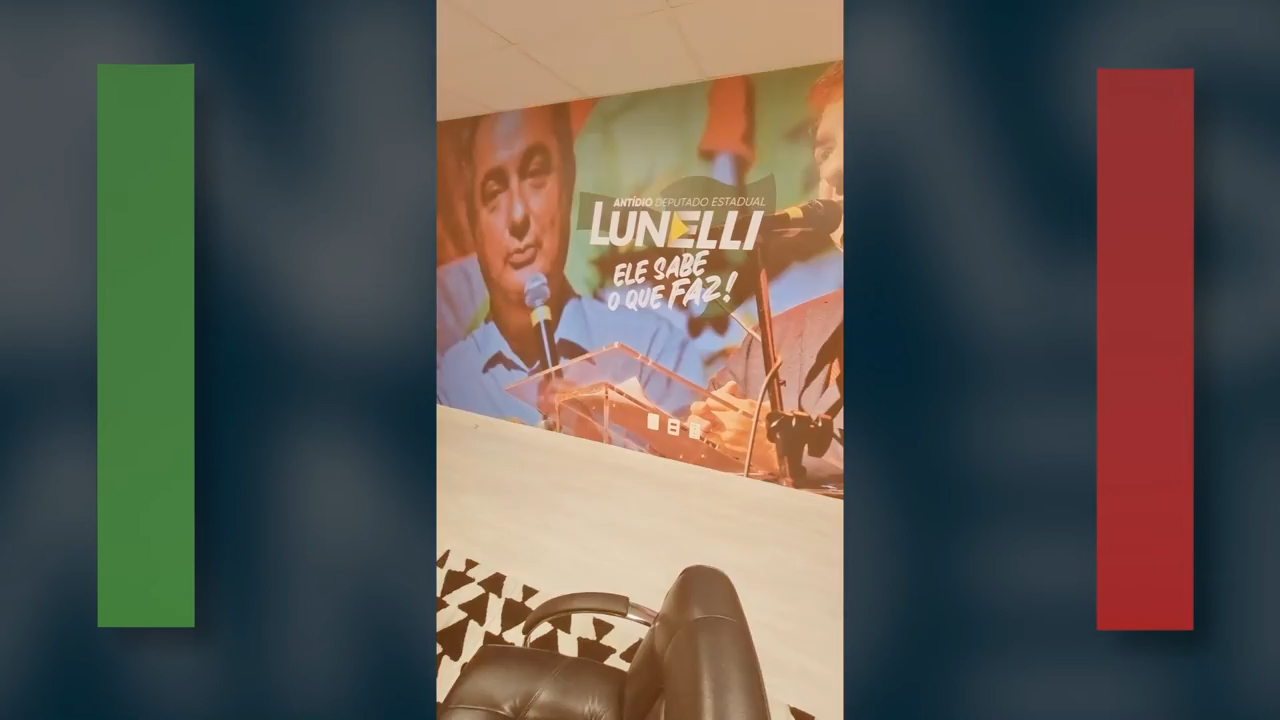 ANTÍDIO DEPUTADO ESTADUAL
LUNELLI
ELE SABE
O QUE FAZ!